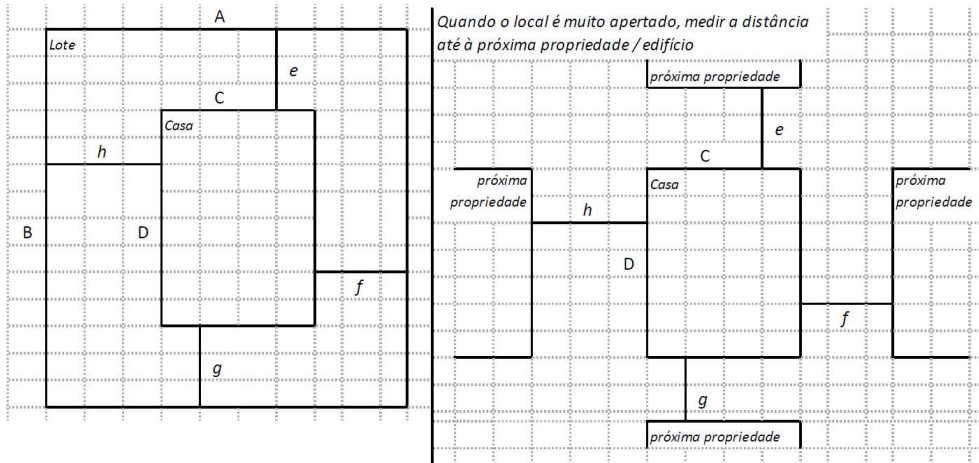 A
Lote
e
C
Casa
h
B
D
f
g
Quando o local é muito apertado, medir a distância
até à próxima propriedade / edifício
próxima propriedade
e
C
próxima
propriedade
Casa
próxima
propriedade
h
D
f
g
próxima propriedade